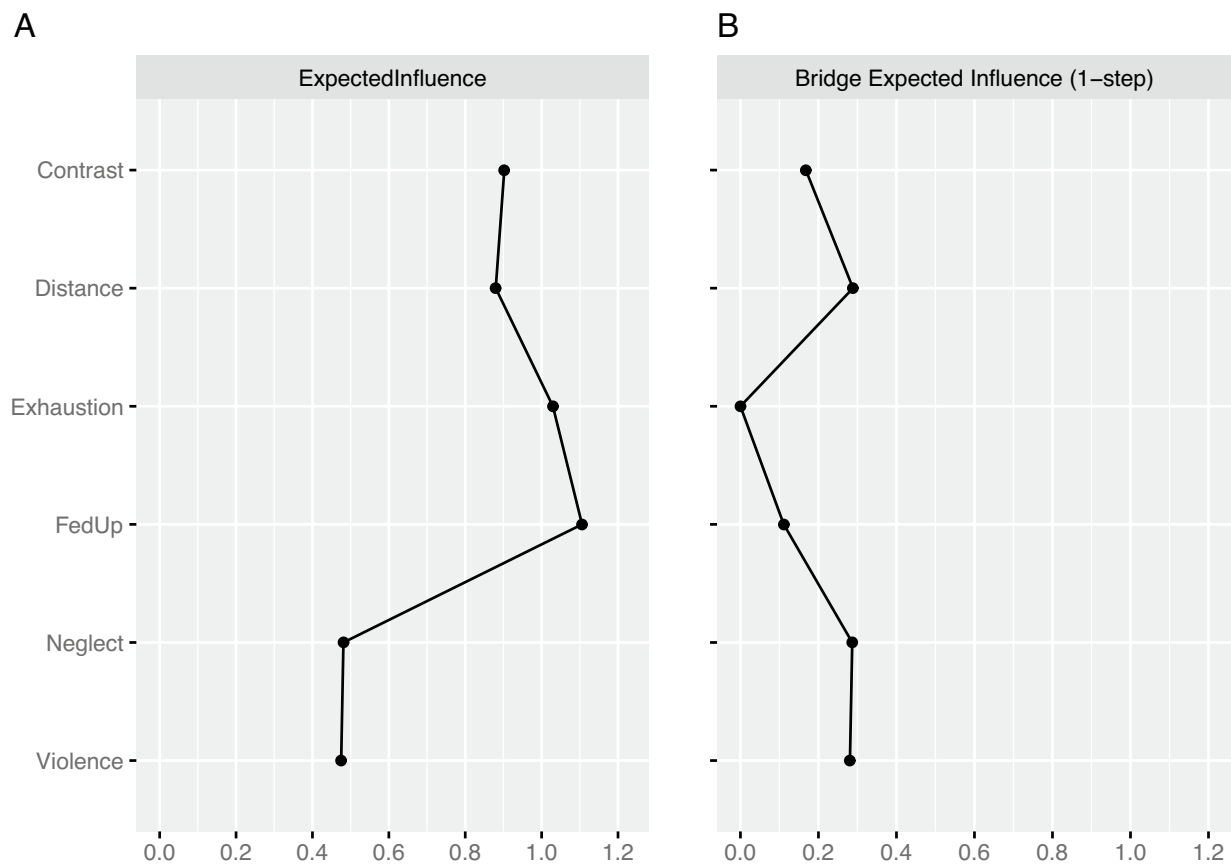 A
B
ExpectedInfluence
Bridge Expected Influence (1−step)
Contrast
Distance
Exhaustion
FedUp
Neglect
Violence
0.0 0.2 0.4 0.6 0.8 1.0 1.2
0.0 0.2 0.4 0.6 0.8 1.0 1.2